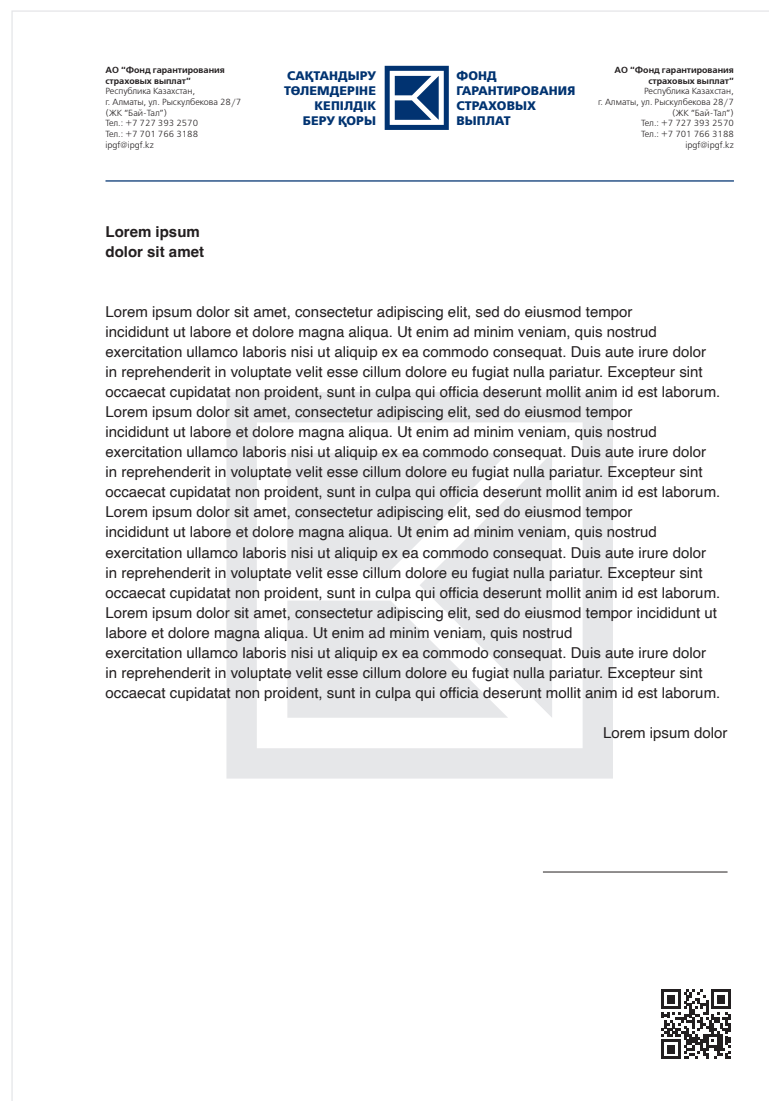 АО "Фонд гарантирования
страховых выплат"
Республика Казахстан,
г. Алматы, ул. Рыскулбекова 28/7
(ЖК "Бай-Тал")
Тел.: +7 727 393 2570
Тел.: +7 701 766 3188
ipgf@ipgf.kz
САҚТАНДЫРУ
ТӨЛЕМДЕРІНЕ
КЕПІЛДІК
БЕРУ ҚОРЫ
ФОНД
ГАРАНТИРОВАНИЯ
СТРАХОВЫХ
ВЫПЛАТ
АО "Фонд гарантирования
страховых выплат"
Республика Казахстан,
г. Алматы, ул. Рыскулбекова 28/7
(ЖК "Бай-Тал")
Тел.: +7 727 393 2570
Тел.: +7 701 766 3188
ipgf@ipgf.kz
Lorem ipsum
dolor sit amet
Lorem ipsum dolor sit amet, consectetur adipiscing elit, sed do eiusmod tempor
incididunt ut labore et dolore magna aliqua. Ut enim ad minim veniam, quis nostrud
exercitation ullamco laboris nisi ut aliquip ex ea commodo consequat. Duis aute irure dolor
in reprehenderit in voluptate velit esse cillum dolore eu fugiat nulla pariatur. Excepteur sint
occaecat cupidatat non proident, sunt in culpa qui officia deserunt mollit anim id est laborum.
Lorem ipsum dolor sit amet, consectetur adipiscing elit, sed do eiusmod tempor
incididunt ut labore et dolore magna aliqua. Ut enim ad minim veniam, quis nostrud
exercitation ullamco laboris nisi ut aliquip ex ea commodo consequat. Duis aute irure dolor
in reprehenderit in voluptate velit esse cillum dolore eu fugiat nulla pariatur. Excepteur sint
occaecat cupidatat non proident, sunt in culpa qui officia deserunt mollit anim id est laborum.
Lorem ipsum dolor sit amet, consectetur adipiscing elit, sed do eiusmod tempor
incididunt ut labore et dolore magna aliqua. Ut enim ad minim veniam, quis nostrud
exercitation ullamco laboris nisi ut aliquip ex ea commodo consequat. Duis aute irure dolor
in reprehenderit in voluptate velit esse cillum dolore eu fugiat nulla pariatur. Excepteur sint
occaecat cupidatat non proident, sunt in culpa qui officia deserunt mollit anim id est laborum.
Lorem ipsum dolor sit amet, consectetur adipiscing elit, sed do eiusmod tempor incididunt ut
labore et dolore magna aliqua. Ut enim ad minim veniam, quis nostrud
exercitation ullamco laboris nisi ut aliquip ex ea commodo consequat. Duis aute irure dolor
in reprehenderit in voluptate velit esse cillum dolore eu fugiat nulla pariatur. Excepteur sint
occaecat cupidatat non proident, sunt in culpa qui officia deserunt mollit anim id est laborum.
Lorem ipsum dolor